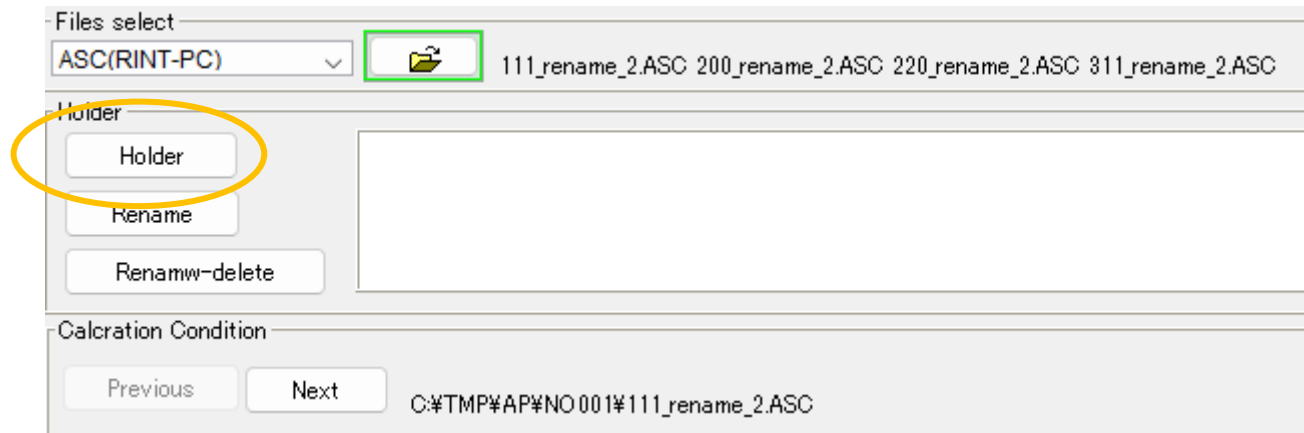 Files select
ASC(RINT-PC) 111_rename_2.ASC 200_rename_2.ASC 220_rename_2.ASC 311_rename_2.ASC
Holder
Holder
Rename
Renamw-delete
Calcration Condition
Previous Next C:¥TMP¥AP¥NO001¥111_rename_2.ASC